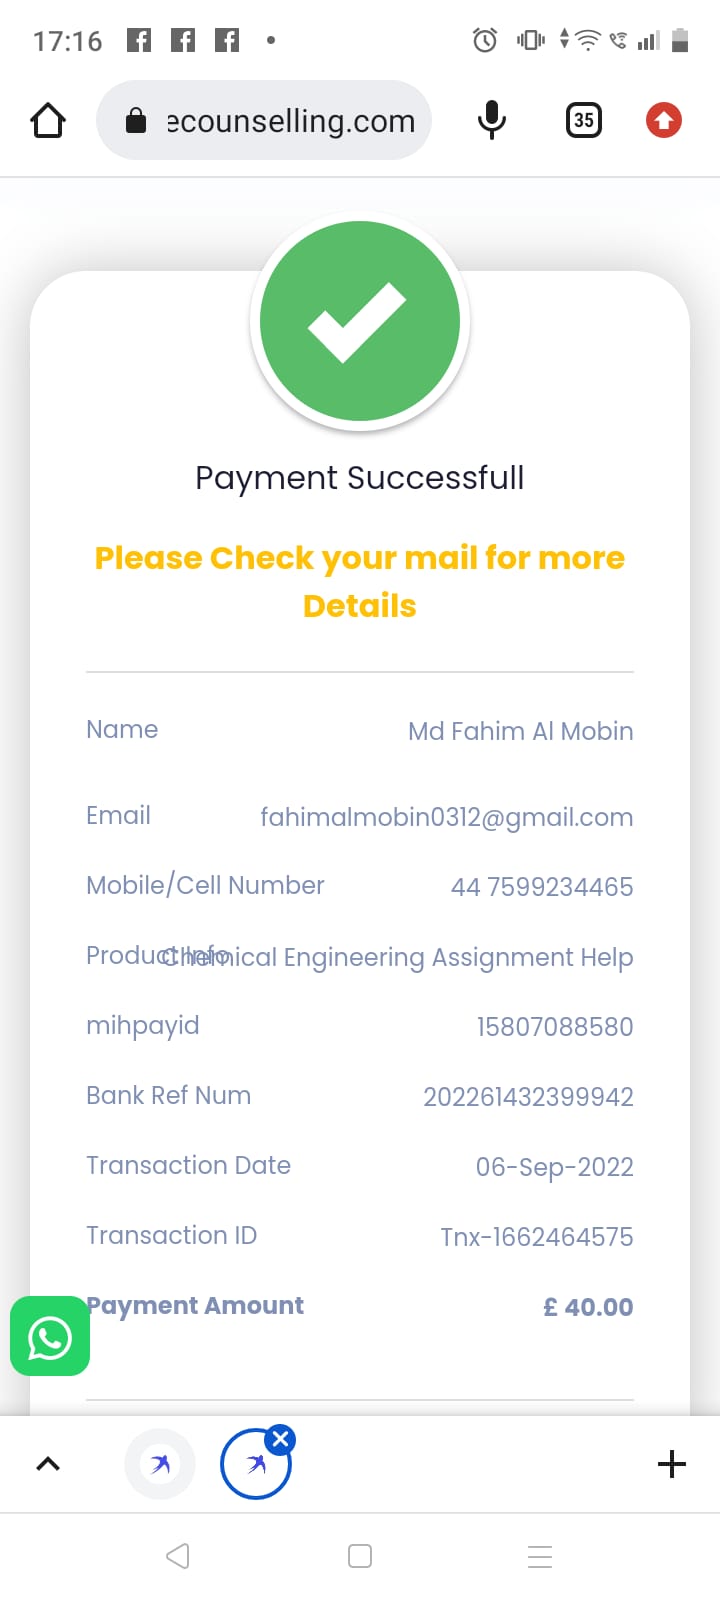 17:16
ecounselling.com
35
Payment Successfull
Please Check your mail for more
Details
Name Md Fahim Al Mobin
Email fahimalmobin0312@gmail.com
Mobile/Cell Number 44 7599234465
Product Info Chemical Engineering Assignment Help
mihpayid 15807088580
Bank Ref Num 202261432399942
Transaction Date 06-Sep-2022
Transaction ID Tnx-1662464575
Payment Amount £ 40.00